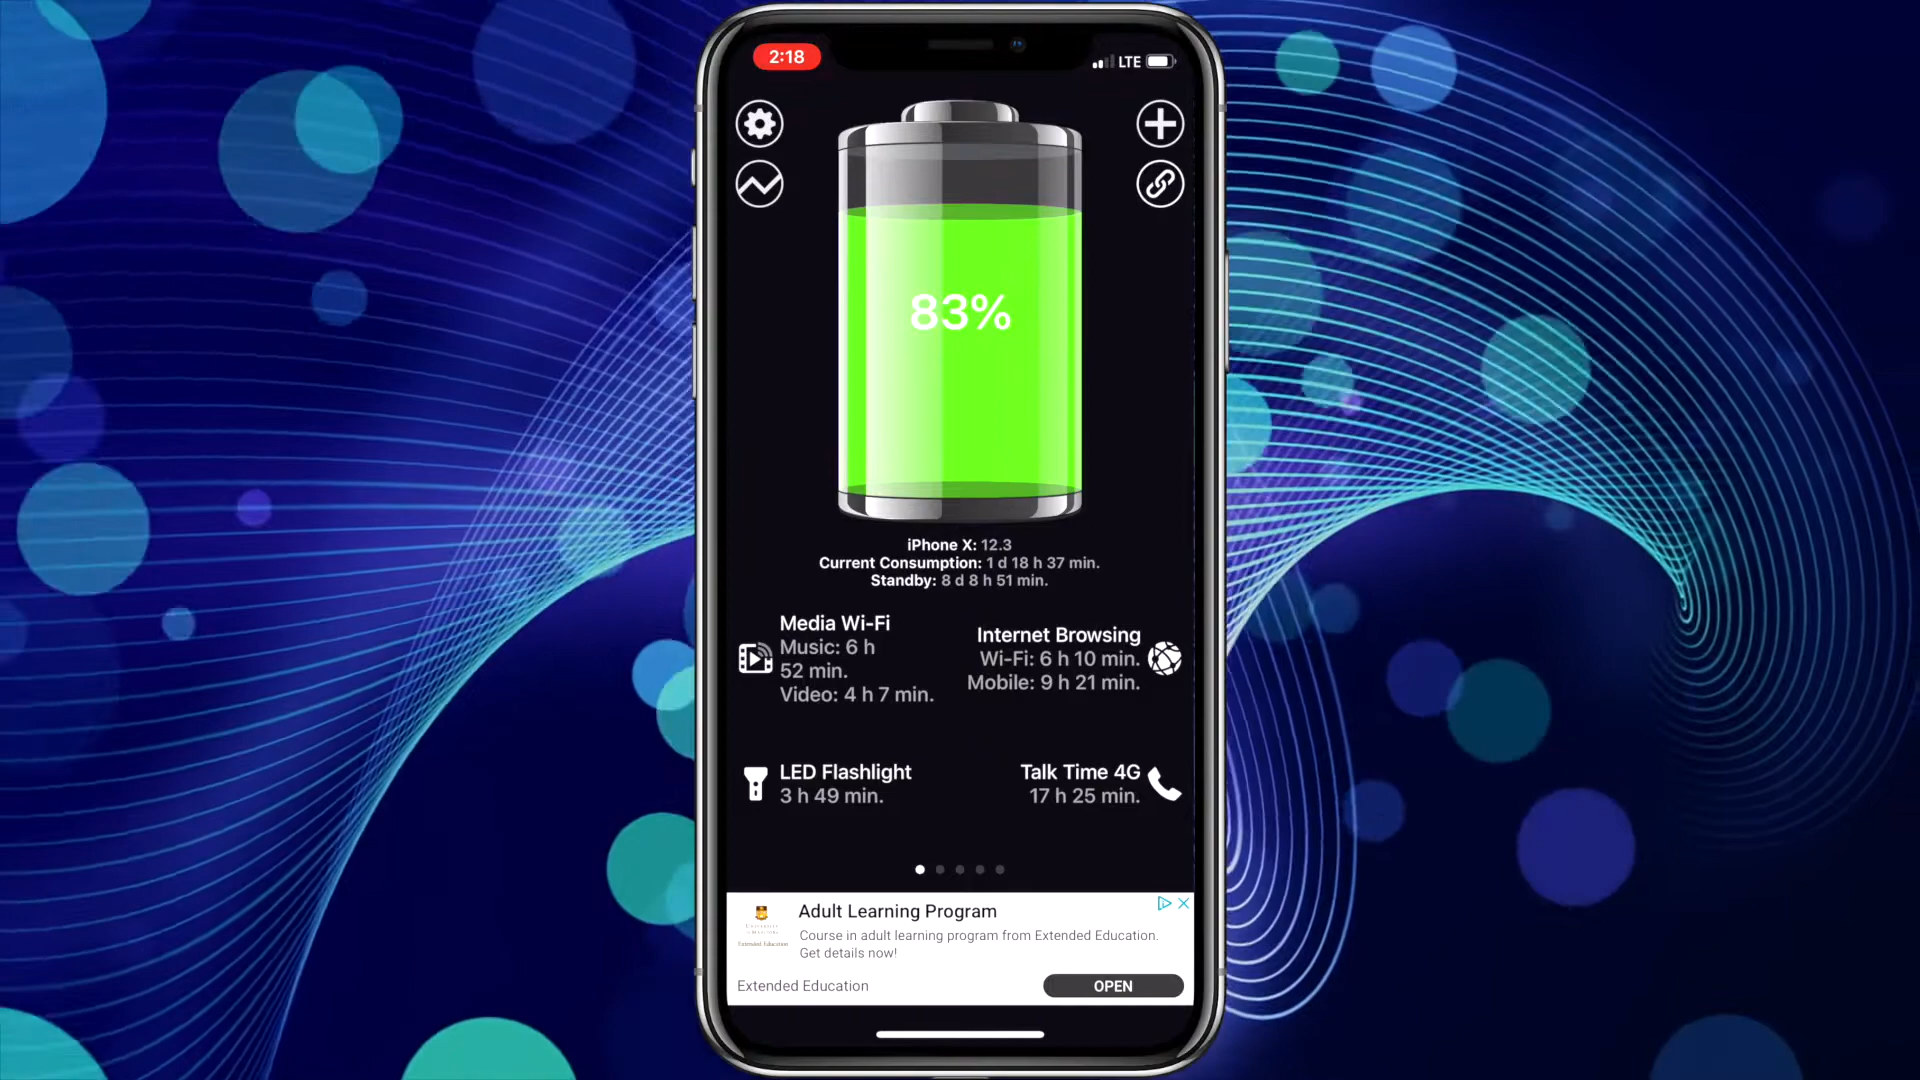 2:18
LTE
83%
iPhone X: 12.3
Current Consumption: 1 d 18 h 37 min.
Standby: 8 d 8 h 51 min.
Media Wi-Fi
Music: 6 h
52 min.
Video: 4 h 7 min.
Internet Browsing
Wi-Fi: 6 h 10 min.
Mobile: 9 h 21 min.
LED Flashlight
3 h 49 min.
Talk Time 4G
17 h 25 min.
Adult Learning Program
Course in adult learning program from Extended Education.
Get details now!
Extended Education
Extended Education
OPEN